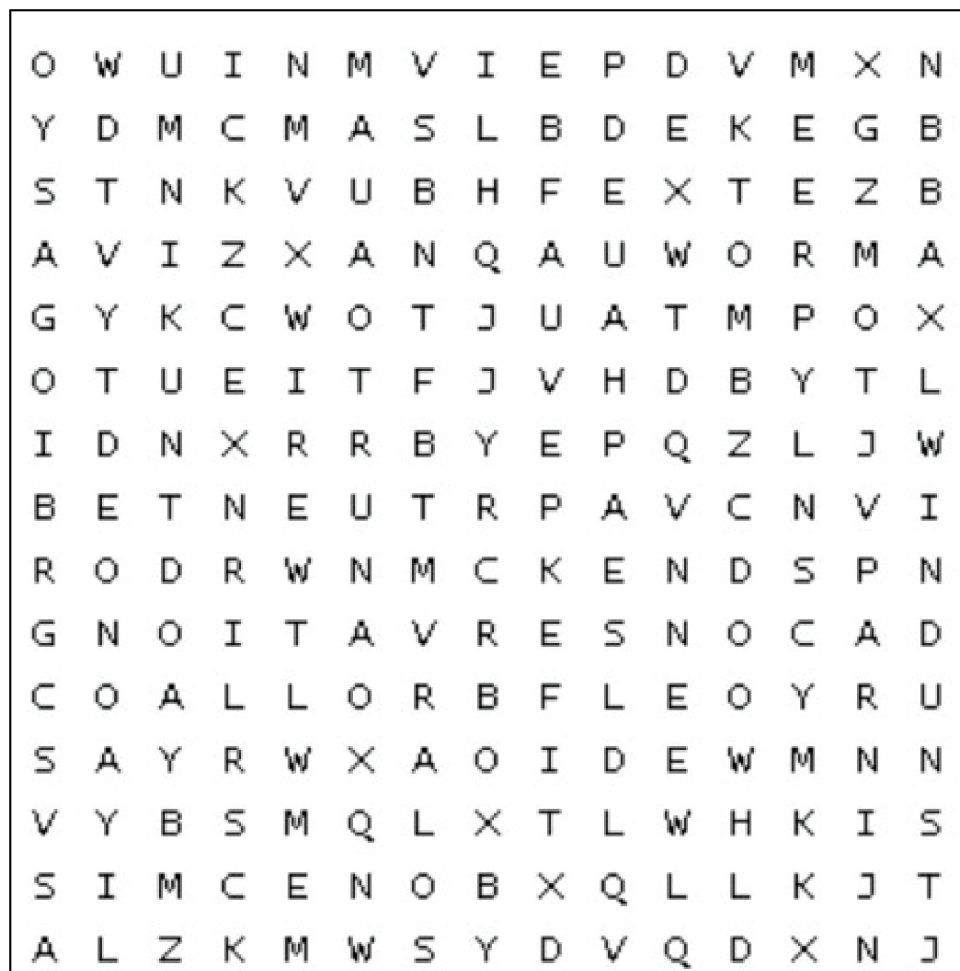 O W U I N M V I E P D V M X N
Y D M C M A S L B D E K E G B
S T N K V U B H F E X T E Z B
A V I Z X A N Q A U W O R M A
G Y K C W O T J U A T M P O X
O T U E I T F J V H D B Y T L
I D N X R R B Y E P Q Z L J W
B E T N E U T R P A V C N V I
R O D R W N M C K E N D S P N
G N O I T A V R E S N O C A D
C O A L L O R B F L E O Y R U
S A Y R W X A O I D E W M N N
V Y B S M Q L X T L W H K I S
S I M C E N O B X Q L L K J T
A L Z K M W S Y D V Q D X N J